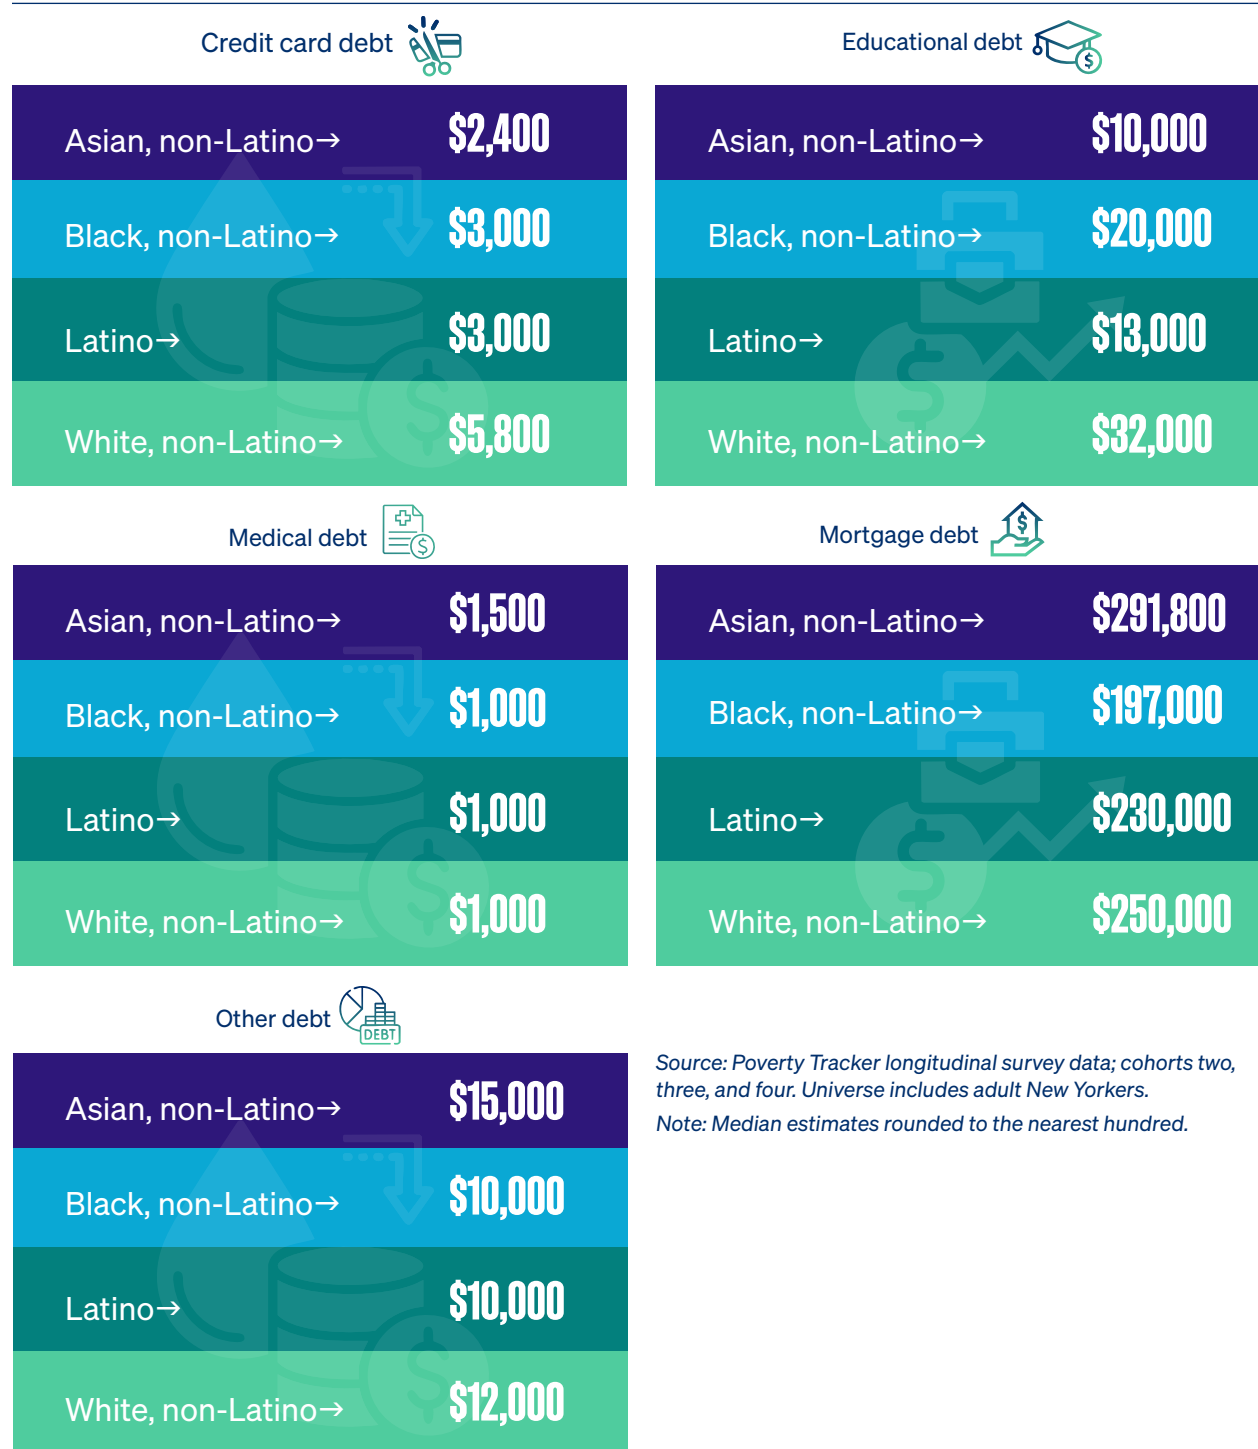 Credit card debt
Asian, non-Latino→ $2,400
Black, non-Latino→ $3,000
Latino→ $3,000
White, non-Latino→ $5,800
Educational debt
$
Asian, non-Latino→ $10,000
Black, non-Latino→ $20,000
Latino→ $13,000
White, non-Latino→ $32,000
Medical debt
$
Asian, non-Latino→ $1,500
Black, non-Latino→ $1,000
Latino→ $1,000
White, non-Latino→ $1,000
Mortgage debt
$
Asian, non-Latino→ $291,800
Black, non-Latino→ $197,000
Latino→ $230,000
White, non-Latino→ $250,000
Other debt
DEBT
Asian, non-Latino→ $15,000
Black, non-Latino→ $10,000
Latino→ $10,000
White, non-Latino→ $12,000
Source: Poverty Tracker longitudinal survey data; cohorts two,
three, and four. Universe includes adult New Yorkers.
Note: Median estimates rounded to the nearest hundred.